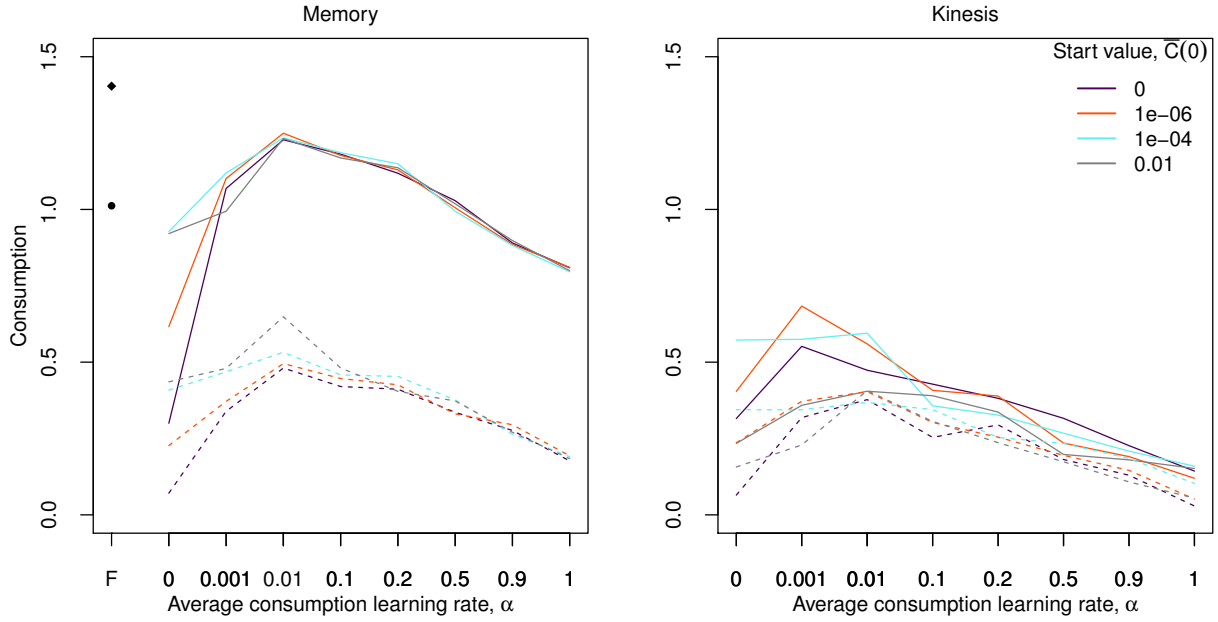 Memory
Kinesis
Consumption
0.0
0.5
1.0
1.5
F
0 0.001 0.01 0.1 0.2 0.5 0.9 1
Average consumption learning rate, α
0.0
0.5
1.0
1.5
Start value, C̅(0)
0
1e−06
1e−04
0.01
0 0.001 0.01 0.1 0.2 0.5 0.9 1
Average consumption learning rate, α